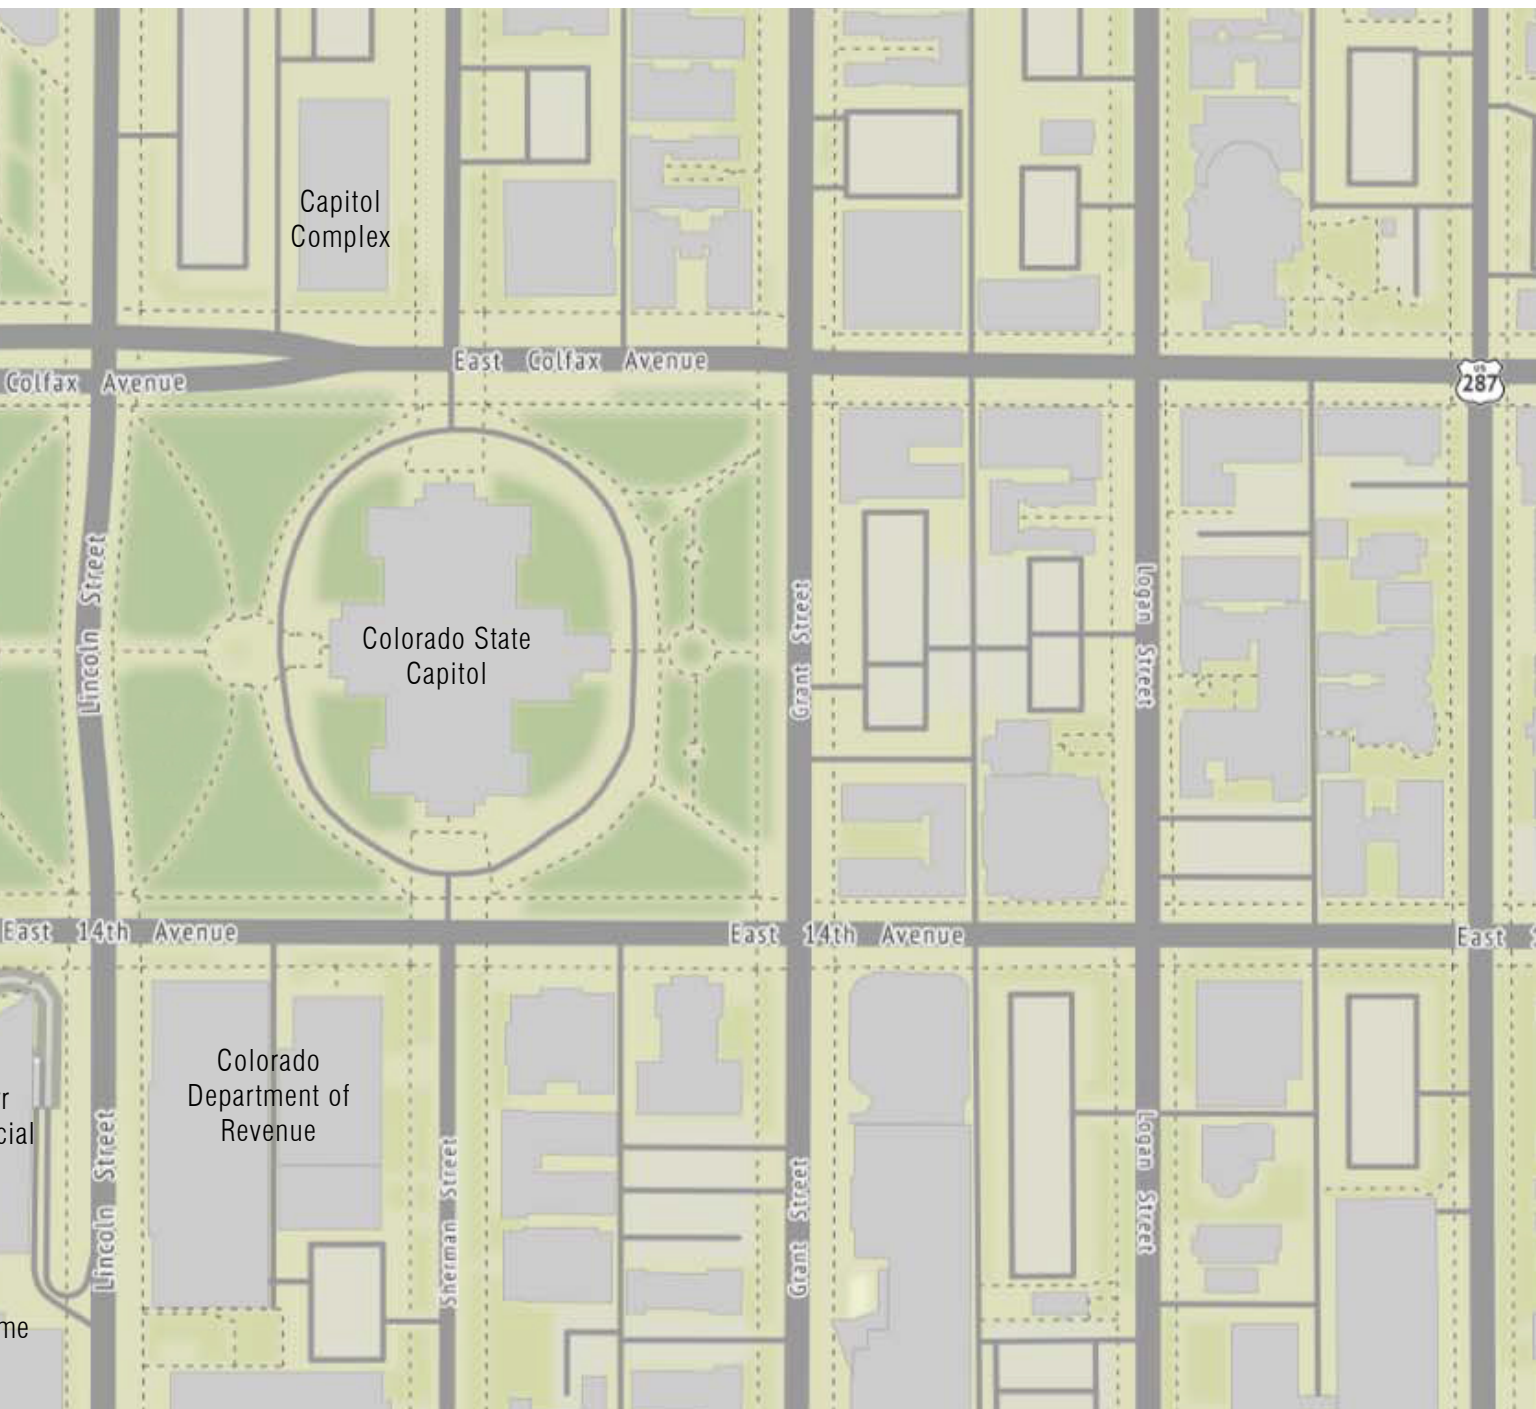 Capitol
Complex
East Colfax Avenue
Colfax Avenue
US
287
Lincoln Street
Grant Street
Logan Street
Colorado State
Capitol
East 14th Avenue
East 14th Avenue
East
Colorado
Department of
Revenue
r
cial
Lincoln Street
Sherman Street
Grant Street
Logan Street
me